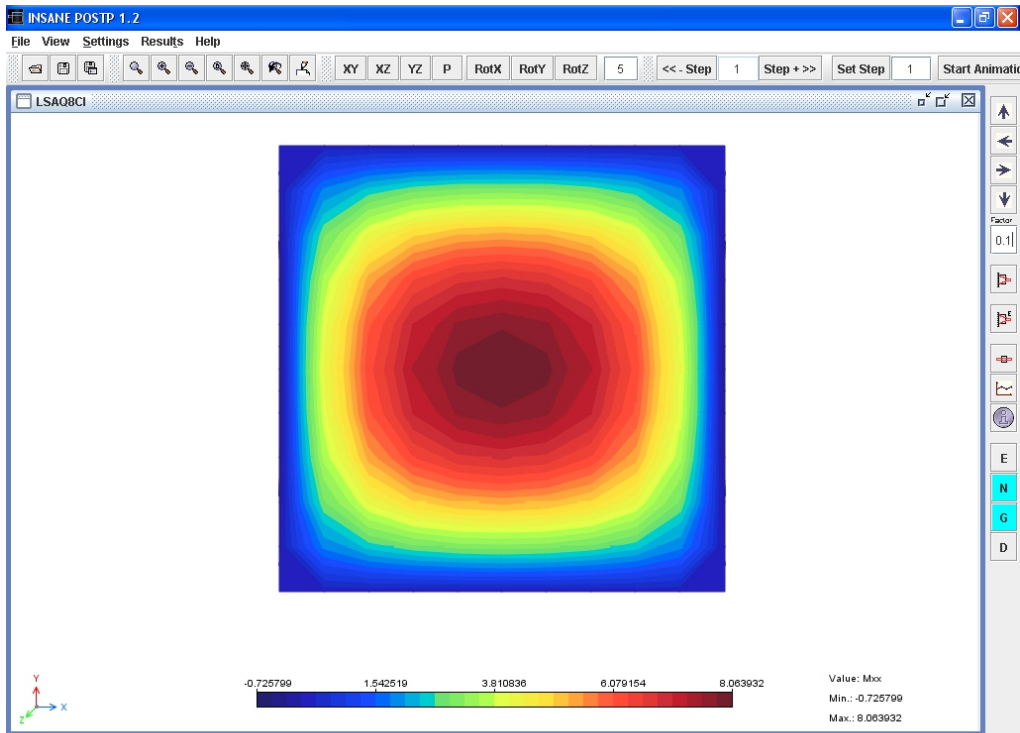 INSANE POSTP 1.2
File View Settings Results Help
XY XZ YZ P RotX RotY RotZ 5 << - Step 1 Step + >> Set Step 1 Start Animatio
LSAQ8CI
Factor
0.1
E
E
N
G
D
Y
X
Z
-0.725799 1.542519 3.810836 6.079154 8.063932
Value: Mxx
Min.: -0.725799
Max.: 8.063932